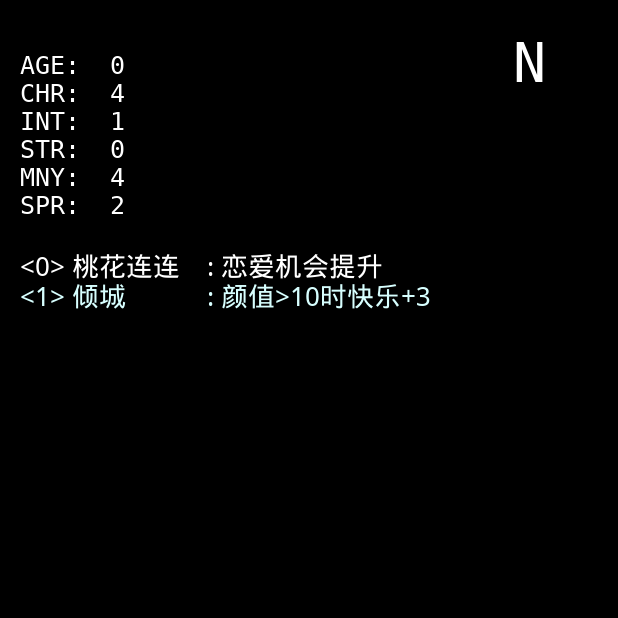 N
AGE: 0
CHR: 4
INT: 1
STR: 0
MNY: 4
SPR: 2
<0> 桃花连连 : 恋爱机会提升
<1> 倾城 : 颜值>10时快乐+3